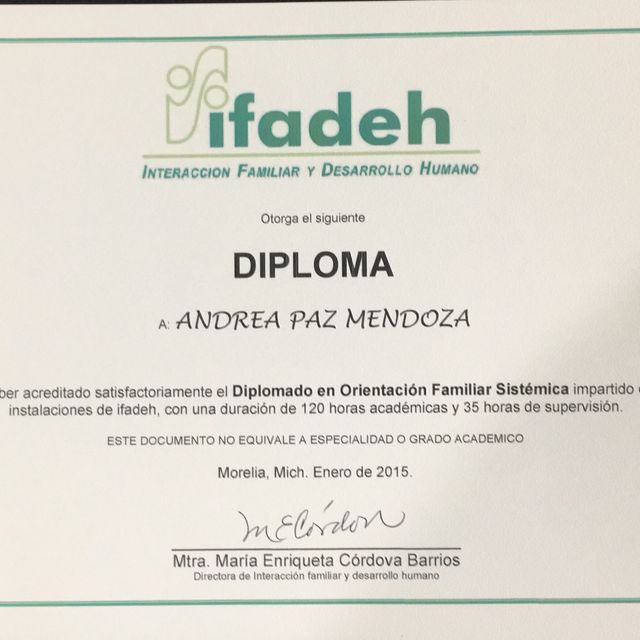 ifadeh
INTERACCION FAMILIAR Y DESARROLLO HUMANO
Otorga el siguiente
DIPLOMA
A: ANDREA PAZ MENDOZA
ber acreditado satisfactoriamente el Diplomado en Orientación Familiar Sistémica impartido
instalaciones de ifadeh, con una duración de 120 horas académicas y 35 horas de supervisión.
ESTE DOCUMENTO NO EQUIVALE A ESPECIALIDAD O GRADO ACADEMICO
Morelia, Mich. Enero de 2015.
MECórdov
Mtra. María Enriqueta Córdova Barrios
Directora de Interacción familiar y desarrollo humano